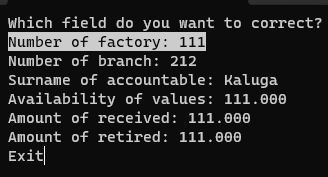 Which field do you want to correct?
Number of factory: 111
Number of branch: 212
Surname of accountable: Kaluga
Availability of values: 111.000
Amount of received: 111.000
Amount of retired: 111.000
Exit